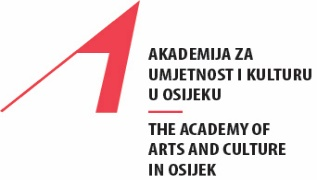 AKADEMIJA ZA
UMJETNOST I KULTURU
U OSIJEKU
THE ACADEMY OF
ARTS AND CULTURE
IN OSIJEK